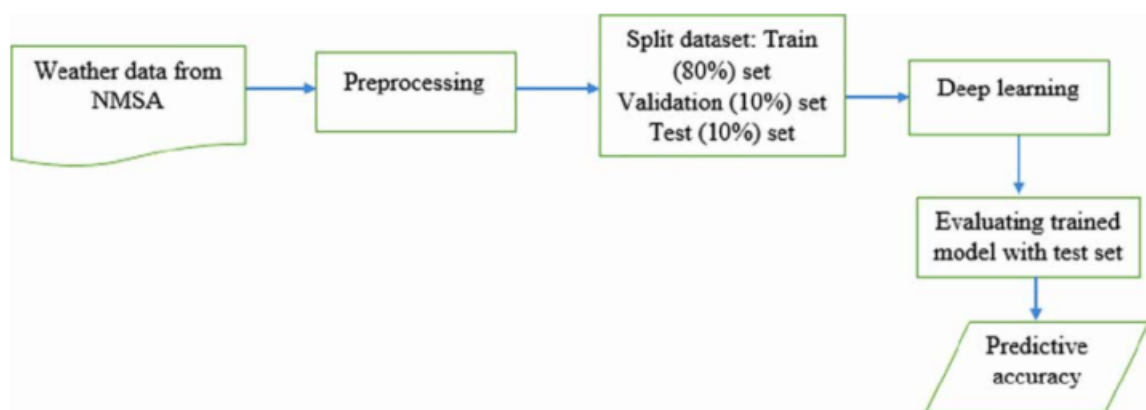 Weather data from
NMSA
Preprocessing
Split dataset: Train
(80%) set
Validation (10%) set
Test (10%) set
Deep learning
Evaluating trained
model with test set
Predictive
accuracy